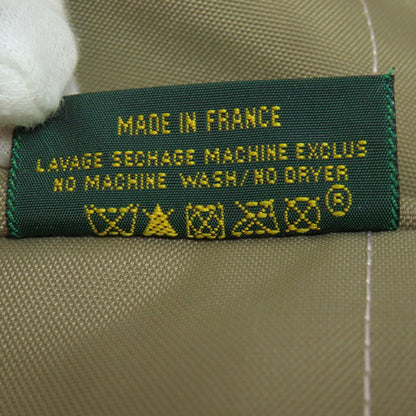 MADE IN FRANCE
LAVAGE SECHAGE MACHINE EXCLUS
NO MACHINE WASH/NO DRYER
®